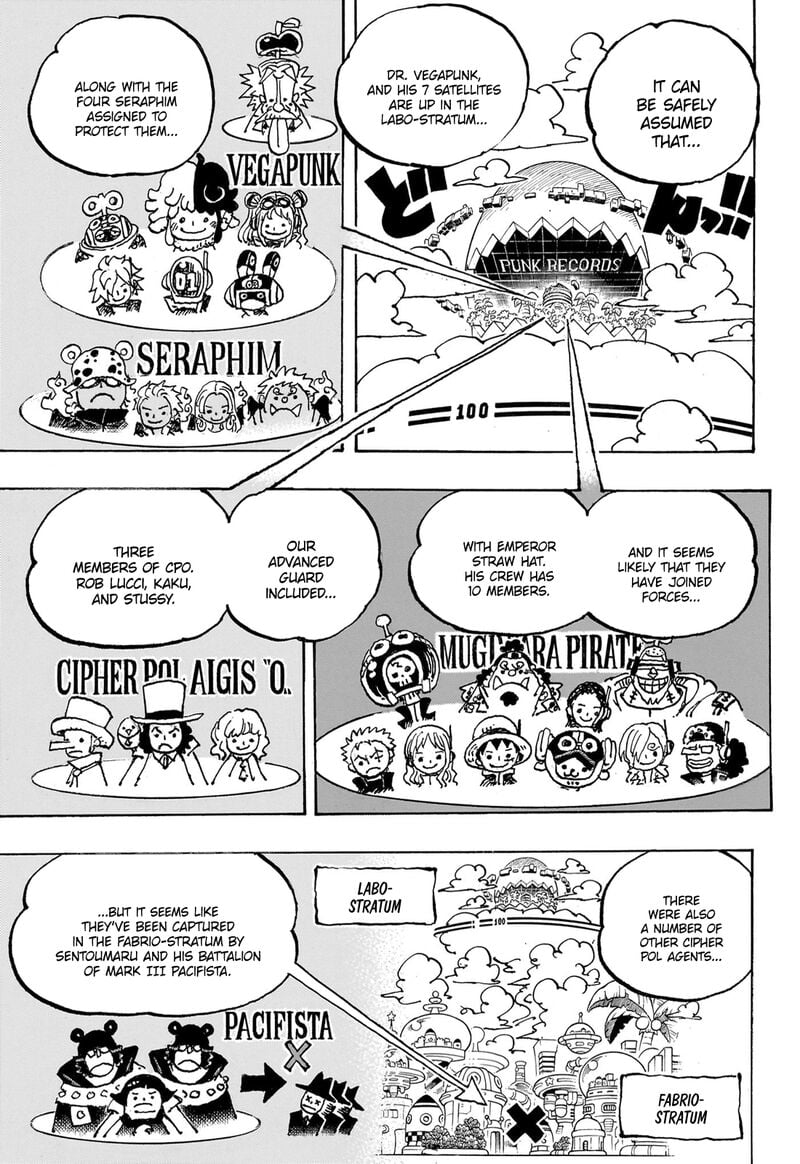 IT CAN
BE SAFELY
ASSUMED
THAT...
DR. VEGAPUNK,
AND HIS 7 SATELLITES
ARE UP IN THE
LABO-STRATUM...
ドンッ!!
PUNK RECORDS
100
ALONG WITH THE
FOUR SERAPHIM
ASSIGNED TO
PROTECT THEM...
VEGAPUNK
01
SERAPHIM
AND IT SEEMS
LIKELY THAT THEY
HAVE JOINED
FORCES...
WITH EMPEROR
STRAW HAT.
HIS CREW HAS
10 MEMBERS.
MUGIWARA PIRATE
OUR
ADVANCED
GUARD
INCLUDED...
THREE
MEMBERS OF CPO.
ROB LUCCI, KAKU,
AND STUSSY.
CIPHER POL AIGIS "O„
THERE
WERE ALSO
A NUMBER OF
OTHER CIPHER
POL AGENTS...
LABO-
STRATUM
100
FABRIO-
STRATUM
...BUT IT SEEMS LIKE
THEY'VE BEEN CAPTURED
IN THE FABRIO-STRATUM BY
SENTOUMARU AND HIS BATTALION
OF MARK III PACIFISTA.
PACIFISTA